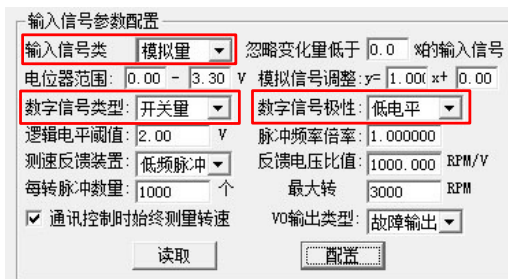 输入信号参数配置
输入信号类 模拟量 忽略变化量低于 0.0 %的输入信号
电位器范围: 0.00 - 3.30 V 模拟信号调整:y= 1.000 x+ 0.00
数字信号类型: 开关量 数字信号极性: 低电平
逻辑电平阈值: 2.00 V 脉冲频率倍率: 1.000000
测速反馈装置: 低频脉冲 反馈电压比值: 1000.000 RPM/V
每转脉冲数量: 1000 个 最大转 3000 RPM
通讯控制时始终测量转速 VO输出类型: 故障输出
读取 配置